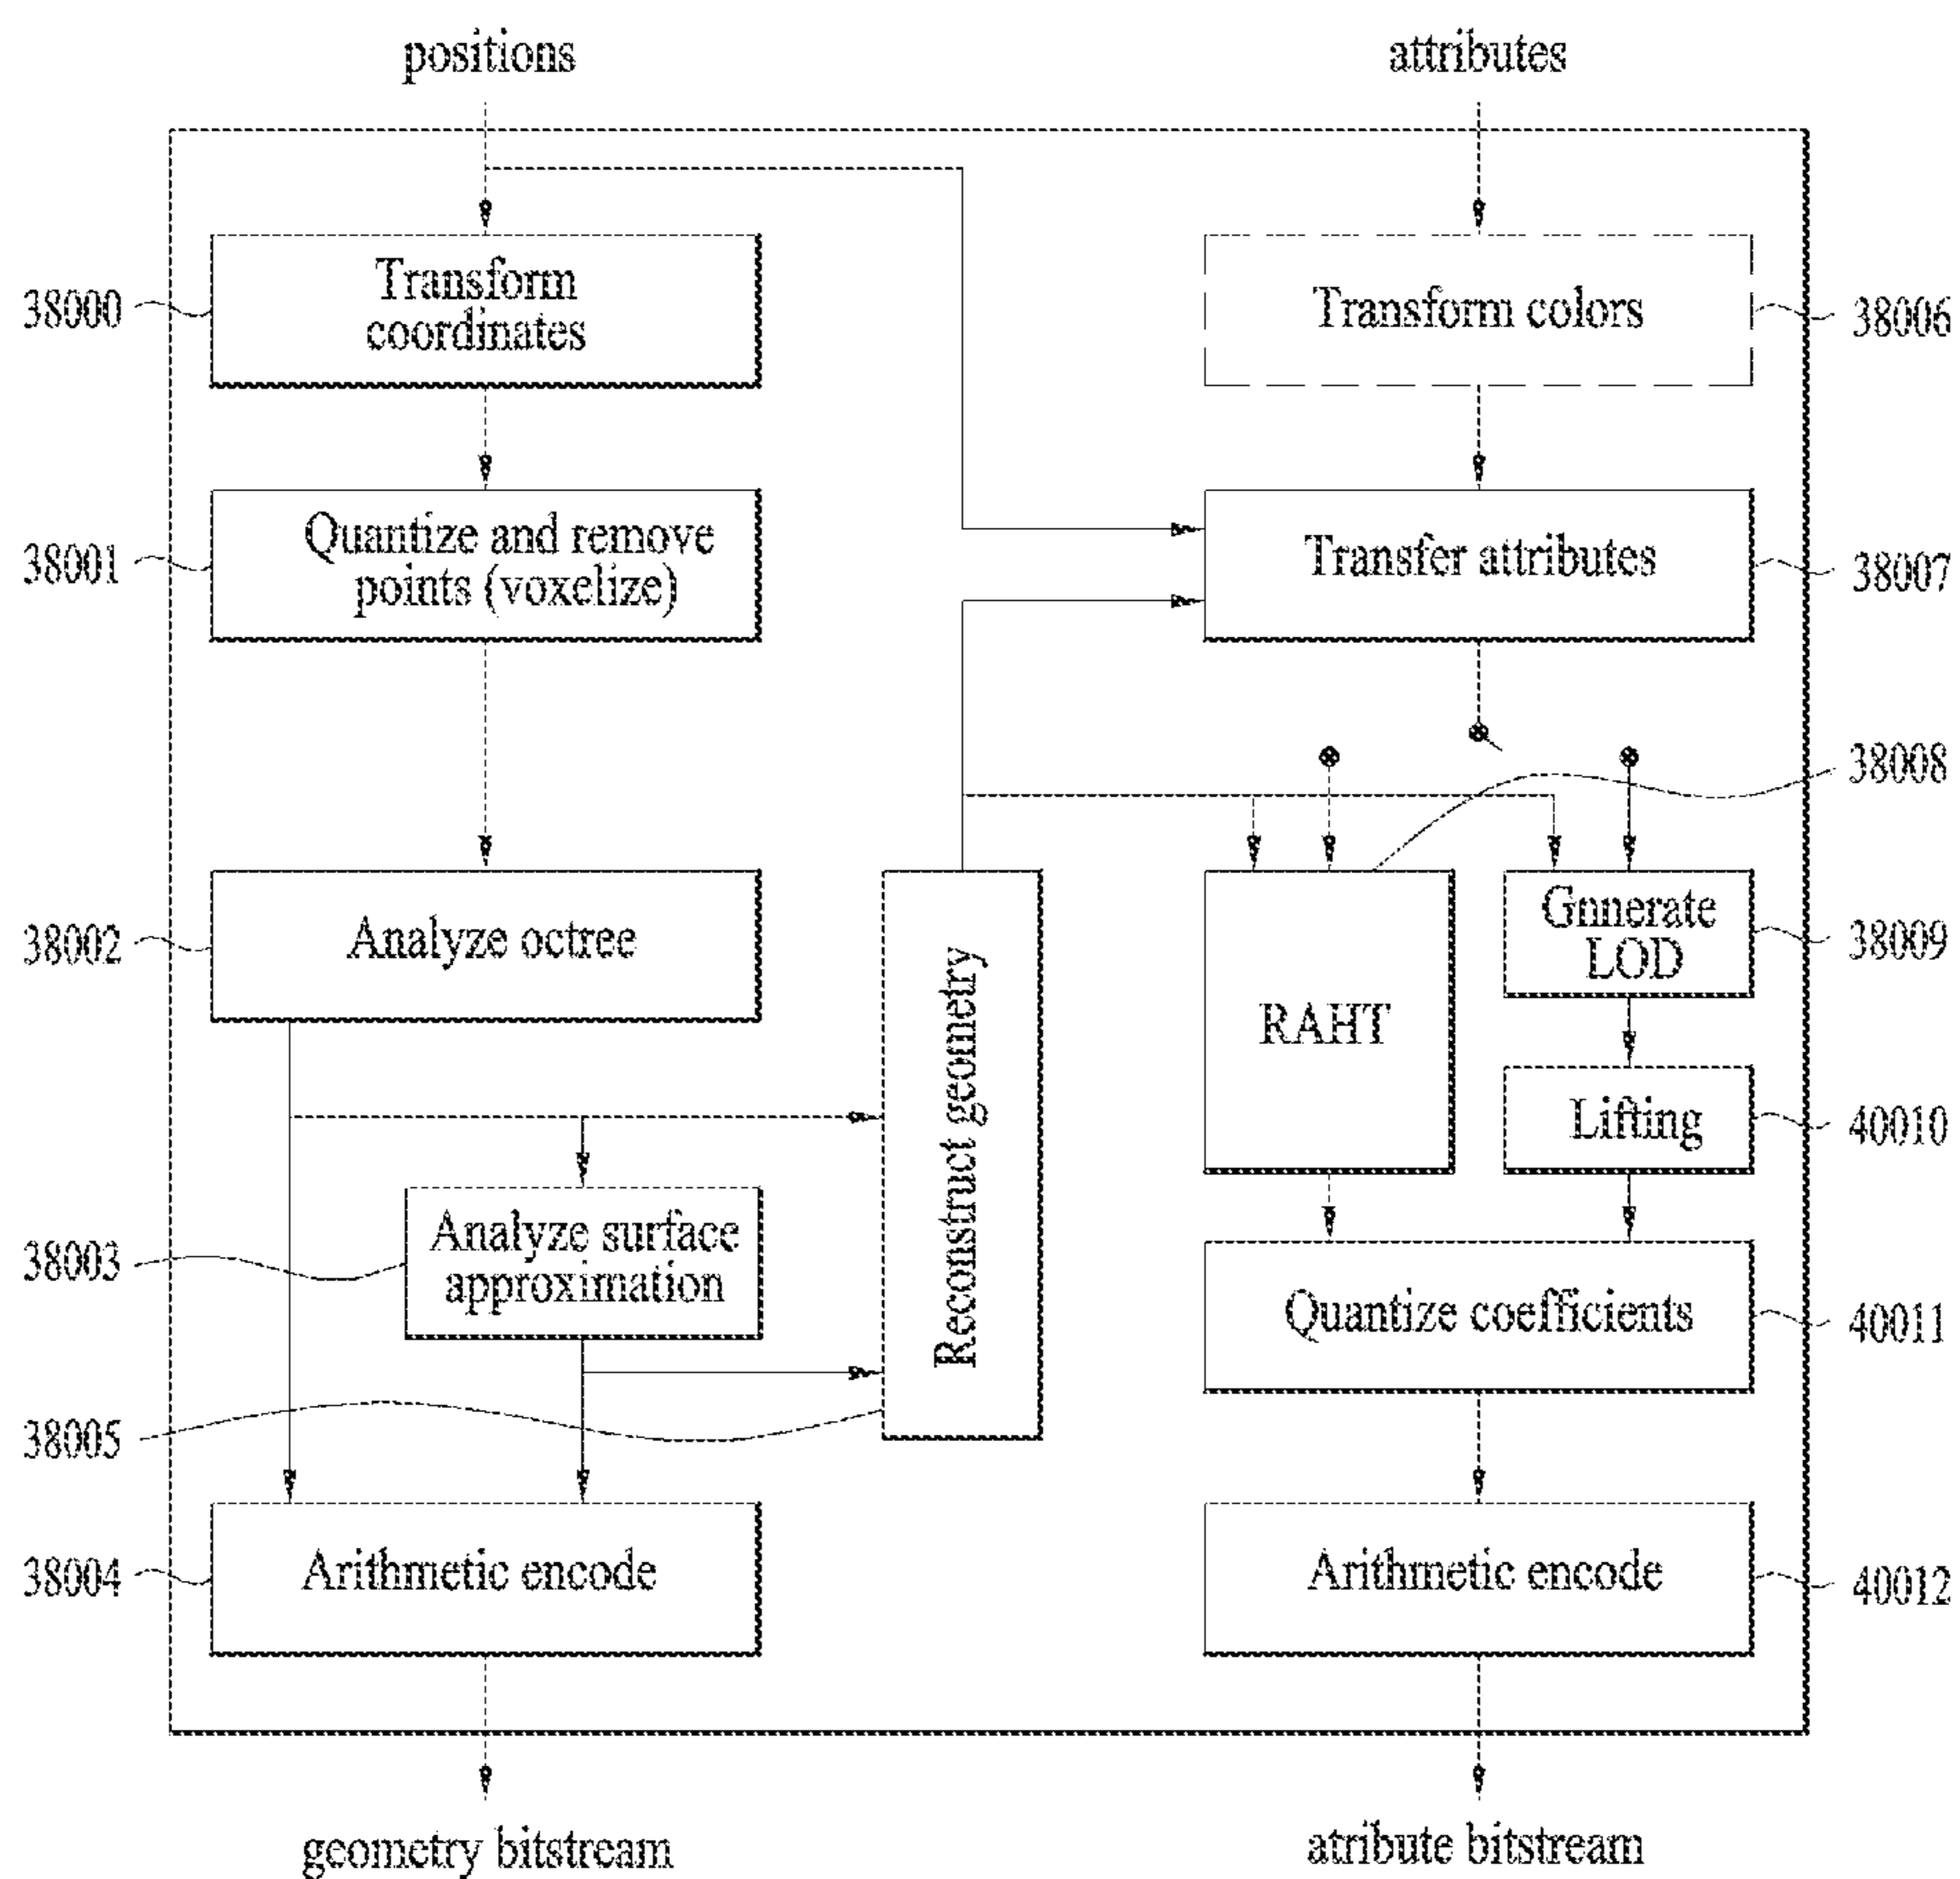 positions
attributes
38000
Transform
coordinates
Transform colors
38006
38001
Quantize and remove
points (voxelize)
Transfer attributes
38007
38008
38002
Analyze octree
Reconstruct geometry
RAHT
Gnnerate
LOD
38009
Lifting
40010
38003
Analyze surface
approximation
Quantize coefficients
40011
38005
38004
Arithmetic encode
Arithmetic encode
40012
geometry bitstream
atribute bitstream